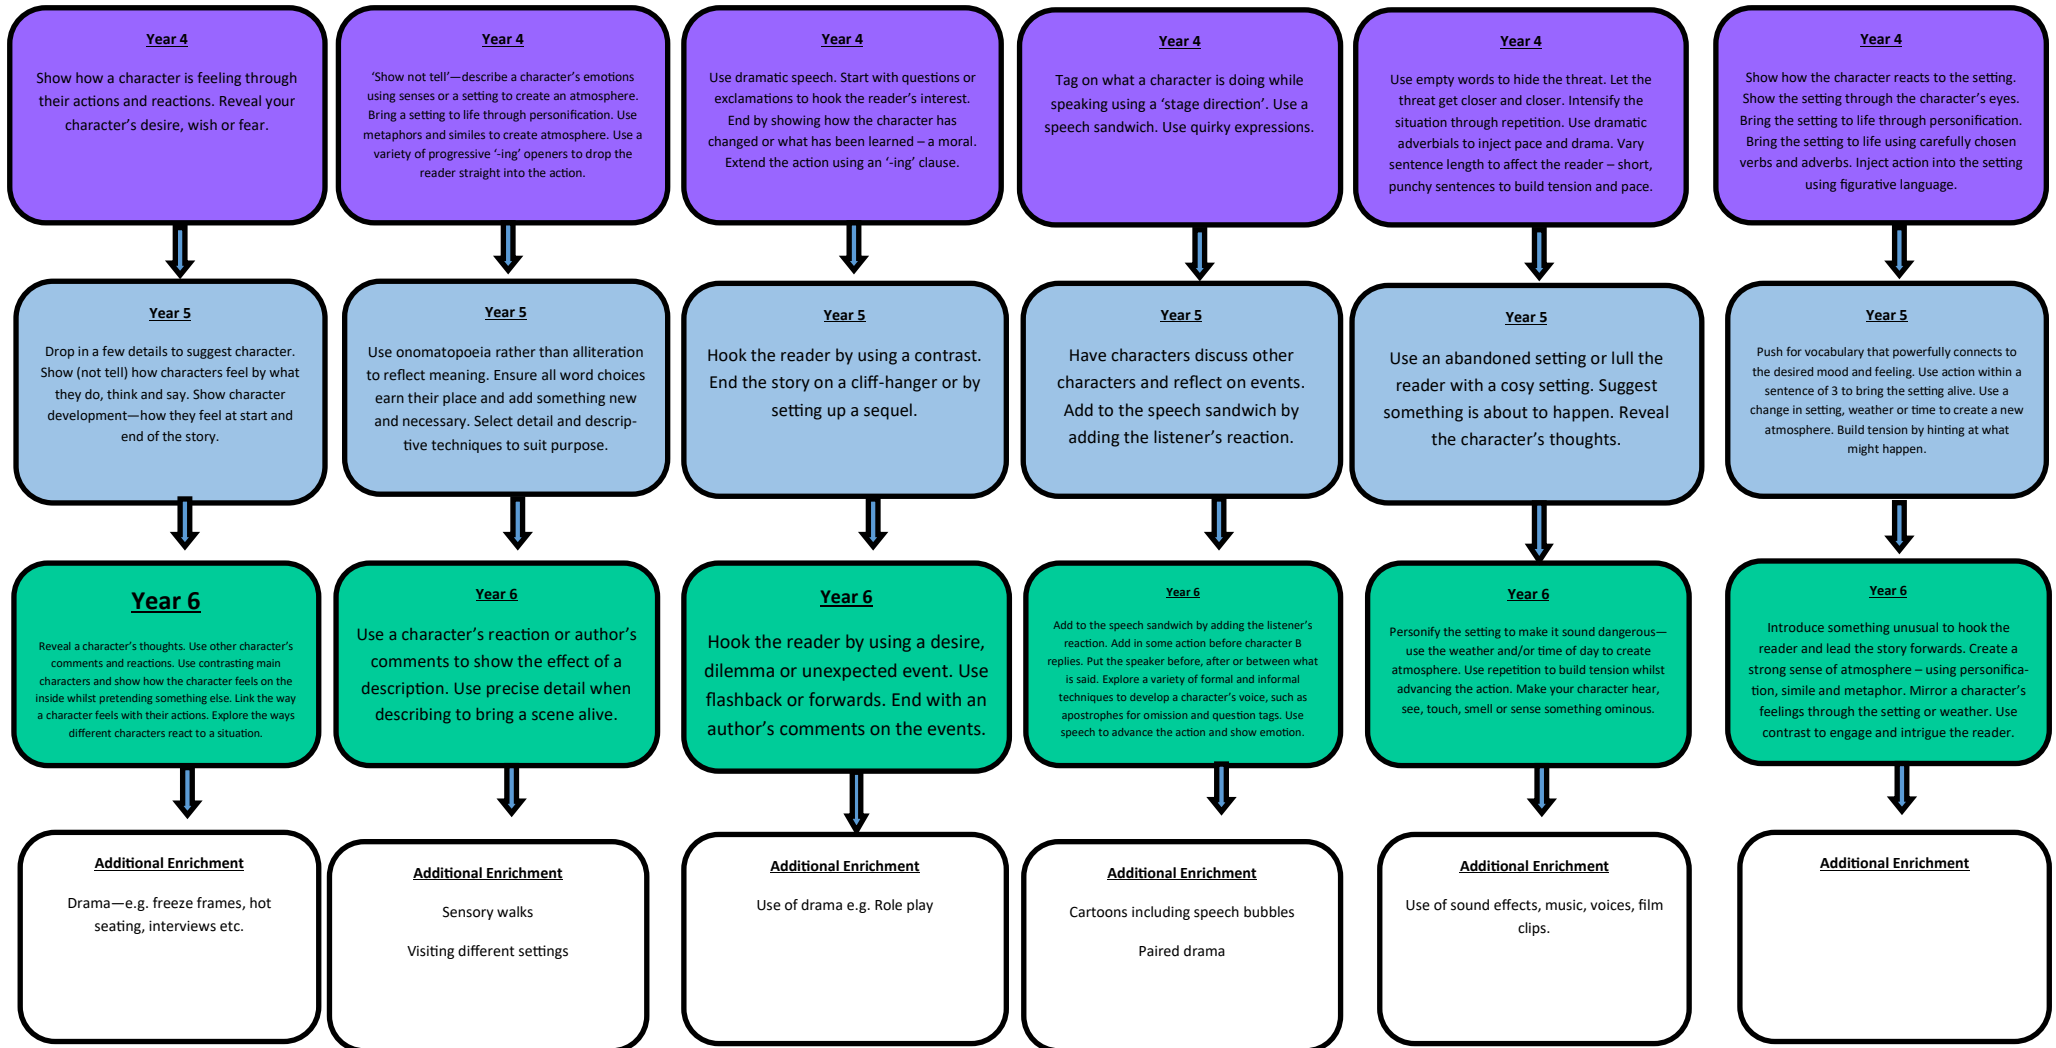 Year 4
Show how a character is feeling through
their actions and reactions. Reveal your
character’s desire, wish or fear.
Year 4
‘Show not tell’—describe a character’s emotions
using senses or a setting to create an atmosphere.
Bring a setting to life through personification. Use
metaphors and similes to create atmosphere. Use a
variety of progressive ‘-ing’ openers to drop the
reader straight into the action.
Year 4
Use dramatic speech. Start with questions or
exclamations to hook the reader’s interest.
End by showing how the character has
changed or what has been learned – a moral.
Extend the action using an ‘-ing’ clause.
Year 4
Tag on what a character is doing while
speaking using a ‘stage direction’. Use a
speech sandwich. Use quirky expressions.
Year 4
Use empty words to hide the threat. Let the
threat get closer and closer. Intensify the
situation through repetition. Use dramatic
adverbials to inject pace and drama. Vary
sentence length to affect the reader – short,
punchy sentences to build tension and pace.
Year 4
Show how the character reacts to the setting.
Show the setting through the character’s eyes.
Bring the setting to life through personification.
Bring the setting to life using carefully chosen
verbs and adverbs. Inject action into the setting
using figurative language.
Year 5
Drop in a few details to suggest character.
Show (not tell) how characters feel by what
they do, think and say. Show character
development—how they feel at start and
end of the story.
Year 5
Use onomatopoeia rather than alliteration
to reflect meaning. Ensure all word choices
earn their place and add something new
and necessary. Select detail and descrip-
tive techniques to suit purpose.
Year 5
Hook the reader by using a contrast.
End the story on a cliff-hanger or by
setting up a sequel.
Year 5
Have characters discuss other
characters and reflect on events.
Add to the speech sandwich by
adding the listener’s reaction.
Year 5
Use an abandoned setting or lull the
reader with a cosy setting. Suggest
something is about to happen. Reveal
the character’s thoughts.
Year 5
Push for vocabulary that powerfully connects to
the desired mood and feeling. Use action within a
sentence of 3 to bring the setting alive. Use a
change in setting, weather or time to create a new
atmosphere. Build tension by hinting at what
might happen.
Year 6
Reveal a character’s thoughts. Use other character’s
comments and reactions. Use contrasting main
characters and show how the character feels on the
inside whilst pretending something else. Link the way
a character feels with their actions. Explore the ways
different characters react to a situation.
Year 6
Use a character’s reaction or author’s
comments to show the effect of a
description. Use precise detail when
describing to bring a scene alive.
Year 6
Hook the reader by using a desire,
dilemma or unexpected event. Use
flashback or forwards. End with an
author’s comments on the events.
Year 6
Add to the speech sandwich by adding the listener’s
reaction. Add in some action before character B
replies. Put the speaker before, after or between what
is said. Explore a variety of formal and informal
techniques to develop a character’s voice, such as
apostrophes for omission and question tags. Use
speech to advance the action and show emotion.
Year 6
Personify the setting to make it sound dangerous—
use the weather and/or time of day to create
atmosphere. Use repetition to build tension whilst
advancing the action. Make your character hear,
see, touch, smell or sense something ominous.
Year 6
Introduce something unusual to hook the
reader and lead the story forwards. Create a
strong sense of atmosphere – using personifica-
tion, simile and metaphor. Mirror a character’s
feelings through the setting or weather. Use
contrast to engage and intrigue the reader.
Additional Enrichment
Drama—e.g. freeze frames, hot
seating, interviews etc.
Additional Enrichment
Sensory walks
Visiting different settings
Additional Enrichment
Use of drama e.g. Role play
Additional Enrichment
Cartoons including speech bubbles
Paired drama
Additional Enrichment
Use of sound effects, music, voices, film
clips.
Additional Enrichment